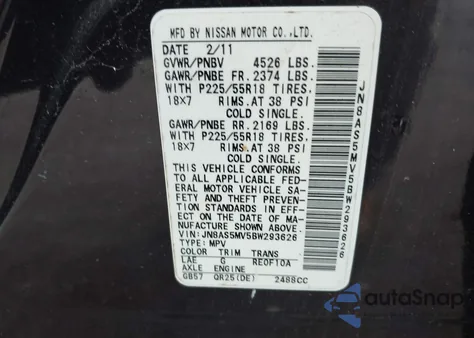 MFD BY NISSAN MOTOR CO.,LTD.
DATE 2/11
GVWR/PNBV 4526 LBS.
GAWR/PNBE FR. 2374 LBS.
WITH P225/55R18 TIRES.
18X7 RIMS.AT 38 PSI
COLD SINGLE.
GAWR/PNBE RR. 2169 LBS.
WITH P225/55R18 TIRES.
18X7 RIMS.AT 38 PSI
COLD SINGLE.
THIS VEHICLE CONFORMS
TO ALL APPLICABLE FED-
ERAL MOTOR VEHICLE SA-
FETY AND THEFT PREVEN-
TION STANDARDS IN EFF-
ECT ON THE DATE OF MA-
NUFACTURE SHOWN ABOVE.
VIN: JN8AS5MV5BW293626
TYPE: MPV
COLOR TRIM TRANS
LAE G RE0F10A
AXLE ENGINE
GB57 QR25(DE) 2488CC
JN8AS5MV5BW293626
autoSnap